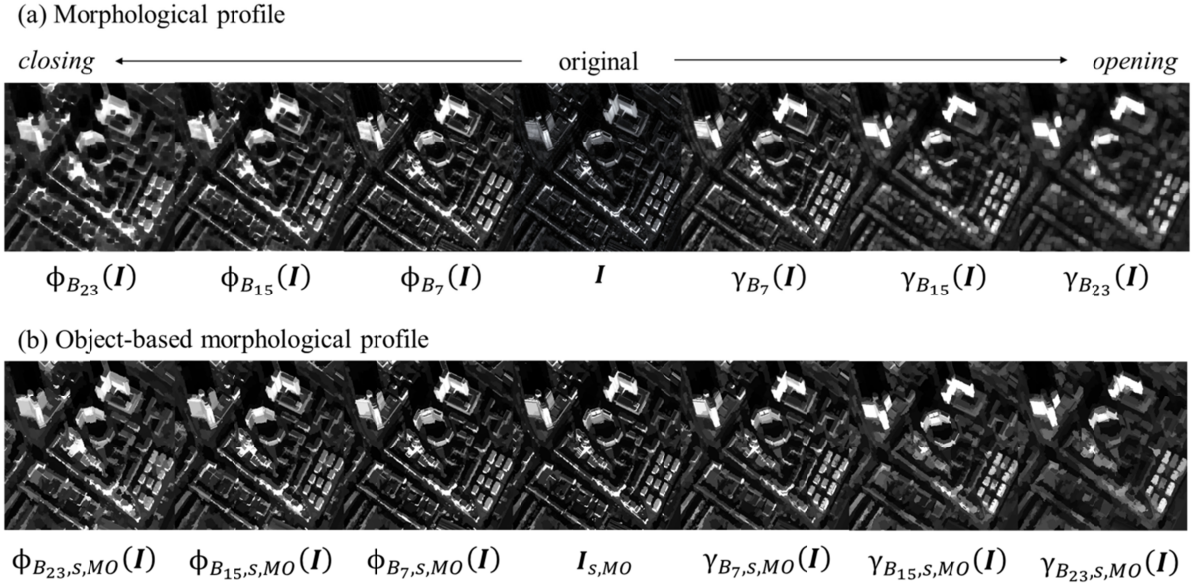 (a) Morphological profile
closing original opening
ϕ_{B_{23}}(I) ϕ_{B_{15}}(I) ϕ_{B_7}(I) I γ_{B_7}(I) γ_{B_{15}}(I) γ_{B_{23}}(I)
(b) Object-based morphological profile
ϕ_{B_{23},s,MO}(I) ϕ_{B_{15},s,MO}(I) ϕ_{B_7,s,MO}(I) I_{s,MO} γ_{B_7,s,MO}(I) γ_{B_{15},s,MO}(I) γ_{B_{23},s,MO}(I)